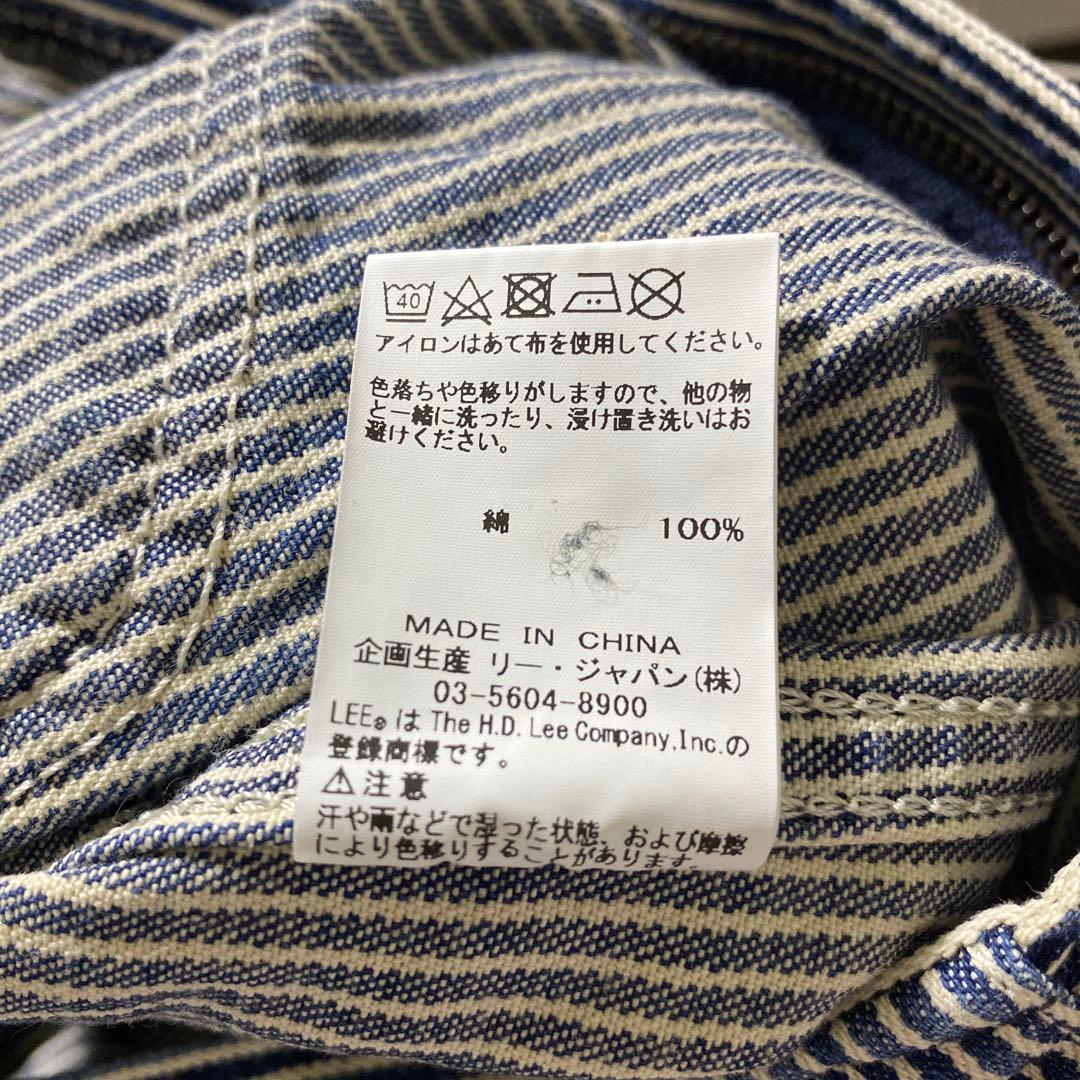 40
アイロンはあて布を使用してください。
色落ちや色移りがしますので、他の物
と一緒に洗ったり、浸け置き洗いはお
避けください。
綿 100%
MADE IN CHINA
企画生産 リー・ジャパン(株)
03-5604-8900
LEE®は The H.D. Lee Company,Inc.の
登録商標です。
⚠注意
汗や雨などで湿った状態、および摩擦
により色移りすることがあります。